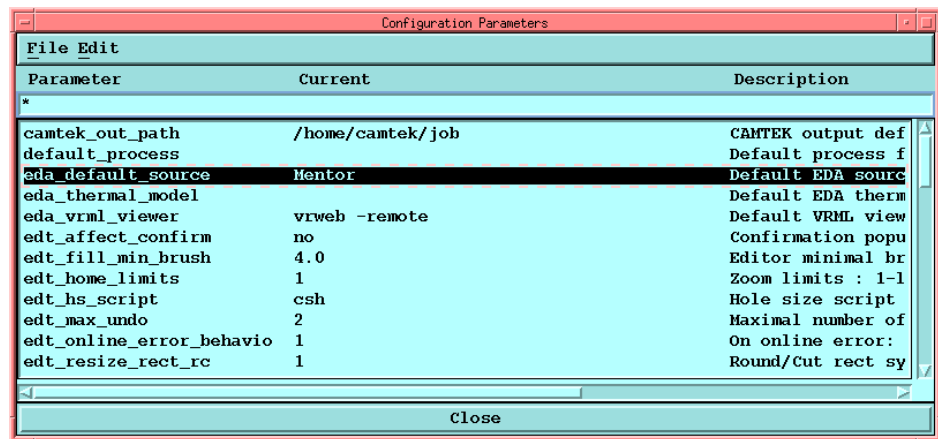 Configuration Parameters
File Edit
Parameter Current Description
*
camtek_out_path /home/camtek/job CAMTEK output def
default_process Default process f
eda_default_source Mentor Default EDA sourc
eda_thermal_model Default EDA therm
eda_vrml_viewer vrweb -remote Default VRML view
edt_affect_confirm no Confirmation popu
edt_fill_min_brush 4.0 Editor minimal br
edt_home_limits 1 Zoom limits : 1-l
edt_hs_script csh Hole size script
edt_max_undo 2 Maximal number of
edt_online_error_behavio 1 On online error:
edt_resize_rect_rc 1 Round/Cut rect sy
Close